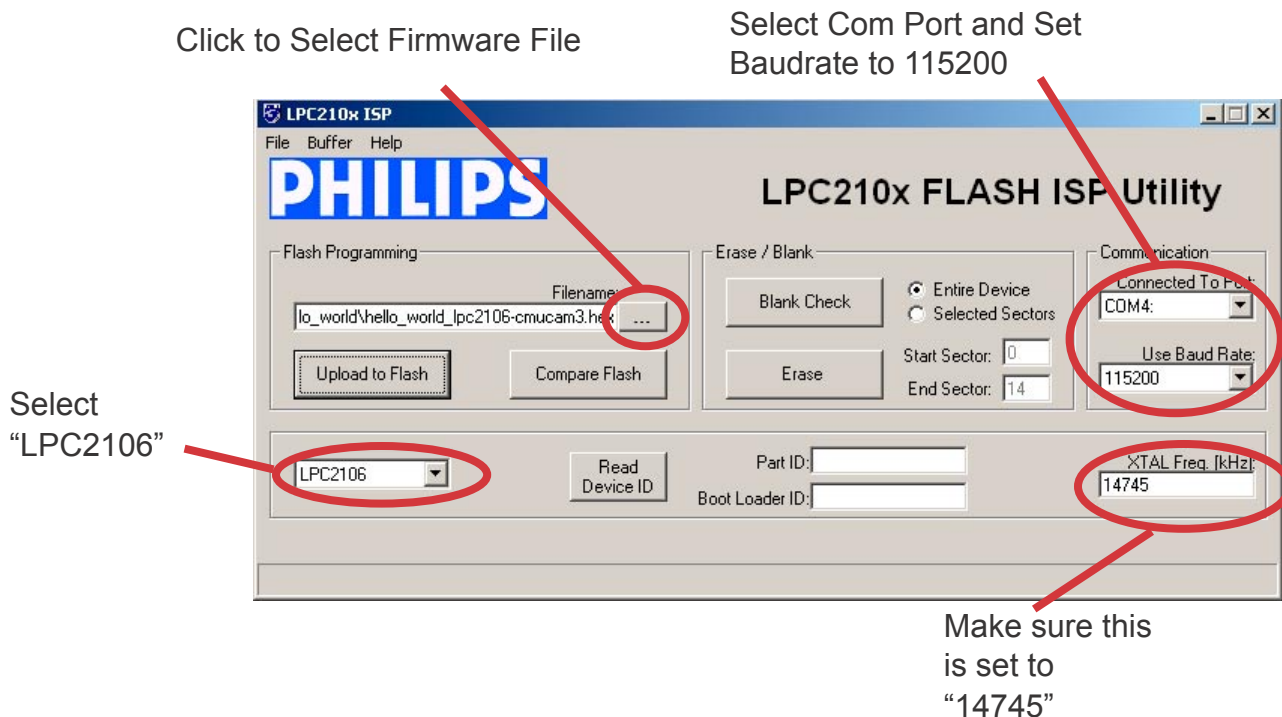 Click to Select Firmware File
Select Com Port and Set
Baudrate to 115200
LPC210x ISP
File Buffer Help
PHILIPS
LPC210x FLASH ISP Utility
Flash Programming
Filename:
lo_world\hello_world_lpc2106-cmucam3.hex
...
Upload to Flash
Compare Flash
Erase / Blank
Blank Check
Entire Device
Selected Sectors
Erase
Start Sector: 0
End Sector: 14
Communication
Connected To Port:
COM4:
Use Baud Rate:
115200
Select
“LPC2106”
LPC2106
Read
Device ID
Part ID:
Boot Loader ID:
XTAL Freq. [kHz]:
14745
Make sure this
is set to
“14745”